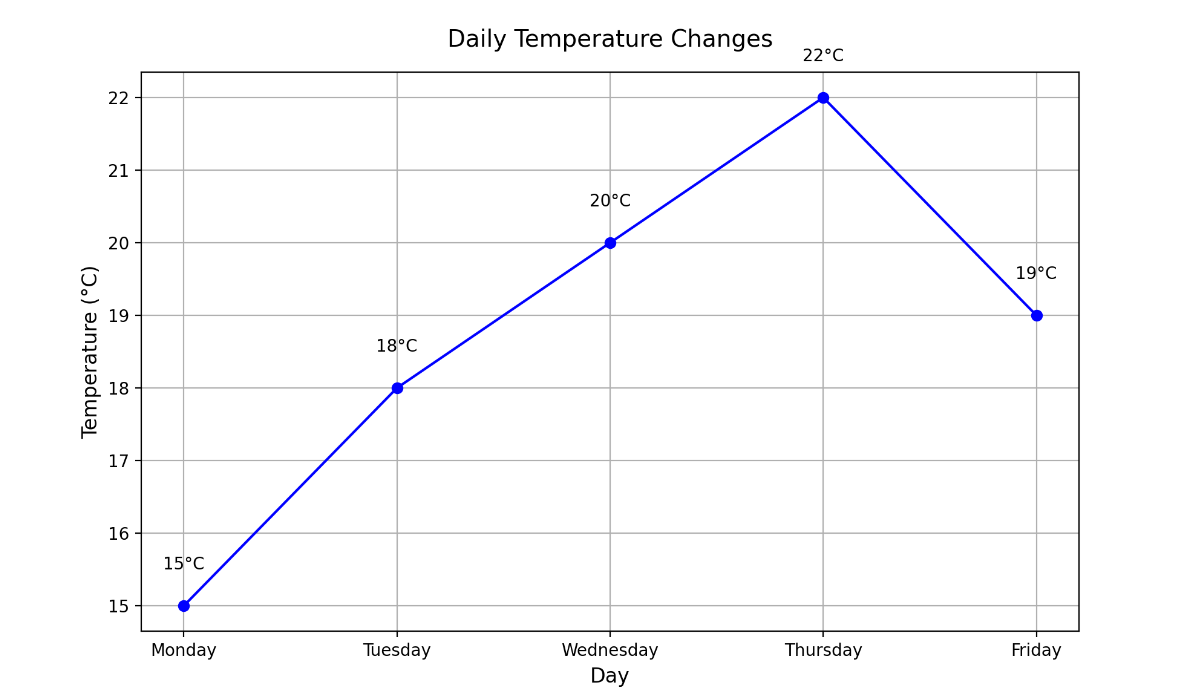 Daily Temperature Changes
22°C
22
21
20°C
20
19°C
19
18°C
18
17
16
15°C
15
Temperature (°C)
Monday Tuesday Wednesday Thursday Friday
Day